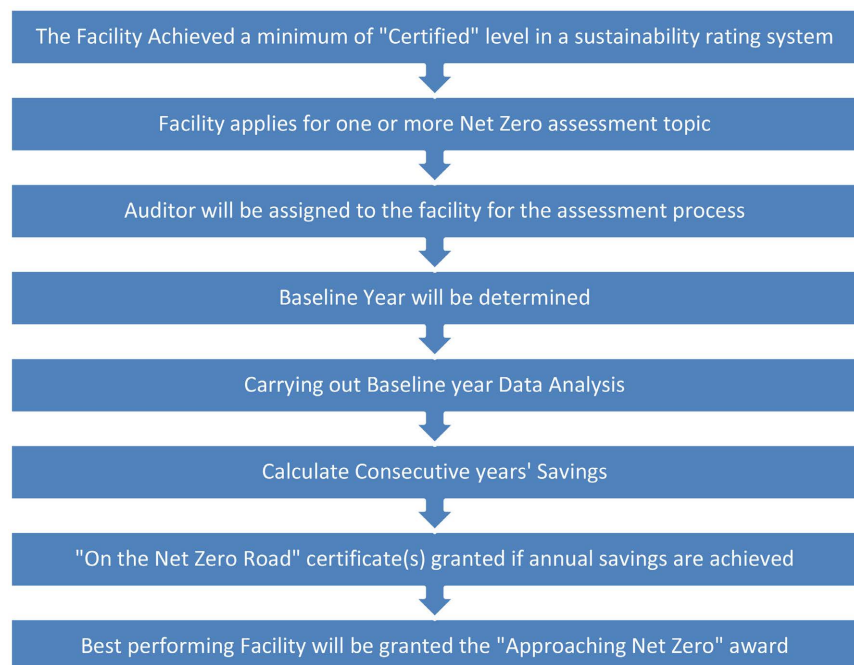 The Facility Achieved a minimum of "Certified" level in a sustainability rating system
Facility applies for one or more Net Zero assessment topic
Auditor will be assigned to the facility for the assessment process
Baseline Year will be determined
Carrying out Baseline year Data Analysis
Calculate Consecutive years' Savings
"On the Net Zero Road" certificate(s) granted if annual savings are achieved
Best performing Facility will be granted the "Approaching Net Zero" award